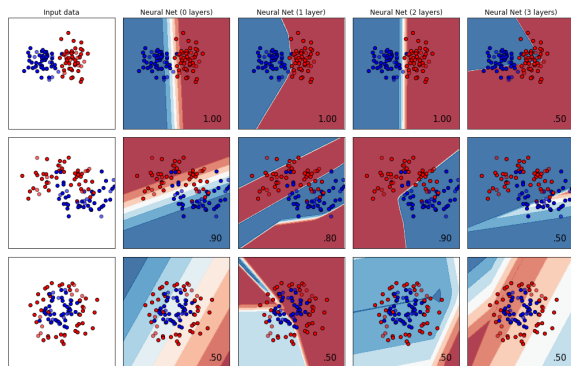 Input data
Neural Net (0 layers)
Neural Net (1 layer)
Neural Net (2 layers)
Neural Net (3 layers)
1.00
1.00
1.00
.50
.90
.80
.60
.50
.50
.50
.50
.50